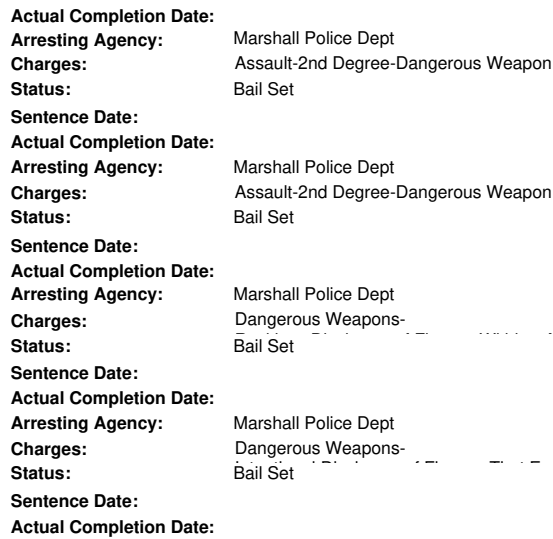 Actual Completion Date:
Arresting Agency: Marshall Police Dept
Charges: Assault-2nd Degree-Dangerous Weapon
Status: Bail Set
Sentence Date:
Actual Completion Date:
Arresting Agency: Marshall Police Dept
Charges: Assault-2nd Degree-Dangerous Weapon
Status: Bail Set
Sentence Date:
Actual Completion Date:
Arresting Agency: Marshall Police Dept
Charges: Dangerous Weapons-
Status: Bail Set
Sentence Date:
Actual Completion Date:
Arresting Agency: Marshall Police Dept
Charges: Dangerous Weapons-
Status: Bail Set
Sentence Date:
Actual Completion Date: